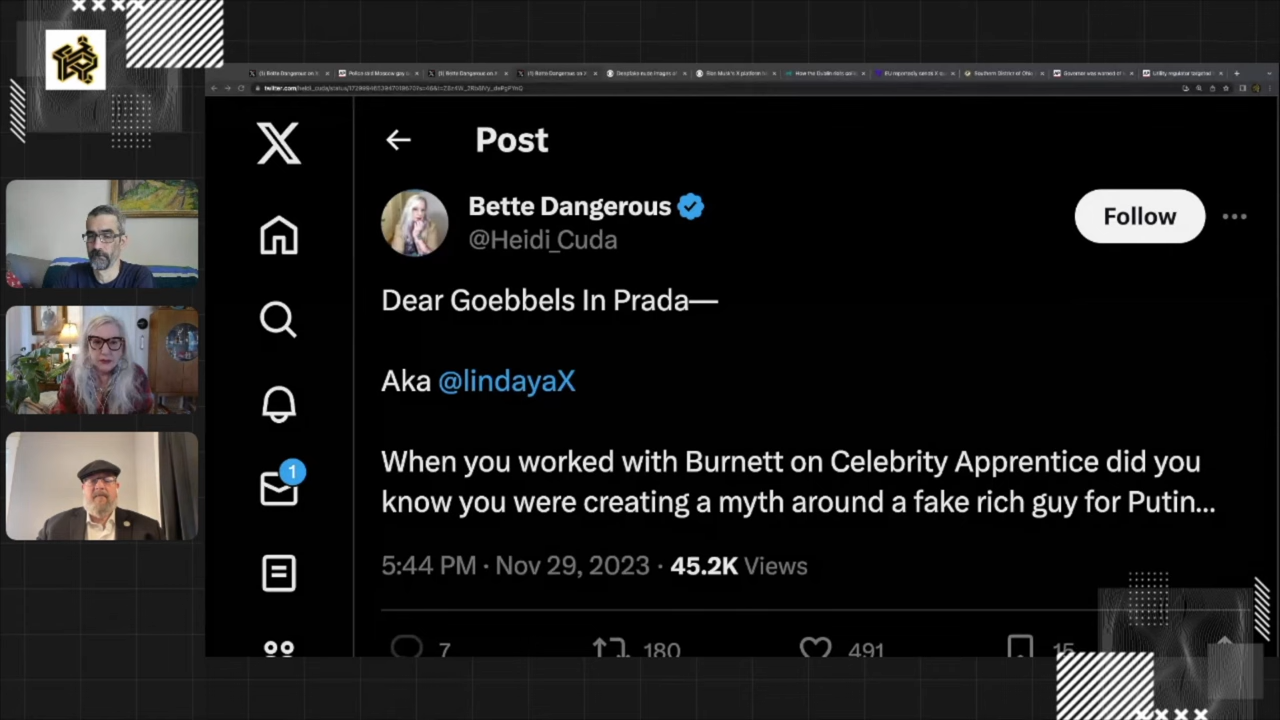 Post
Bette Dangerous
@Heidi_Cuda
Follow
Dear Goebbels In Prada—
Aka @lindayaX
When you worked with Burnett on Celebrity Apprentice did you
know you were creating a myth around a fake rich guy for Putin...
5:44 PM · Nov 29, 2023 · 45.2K Views
1
7 180 491 15